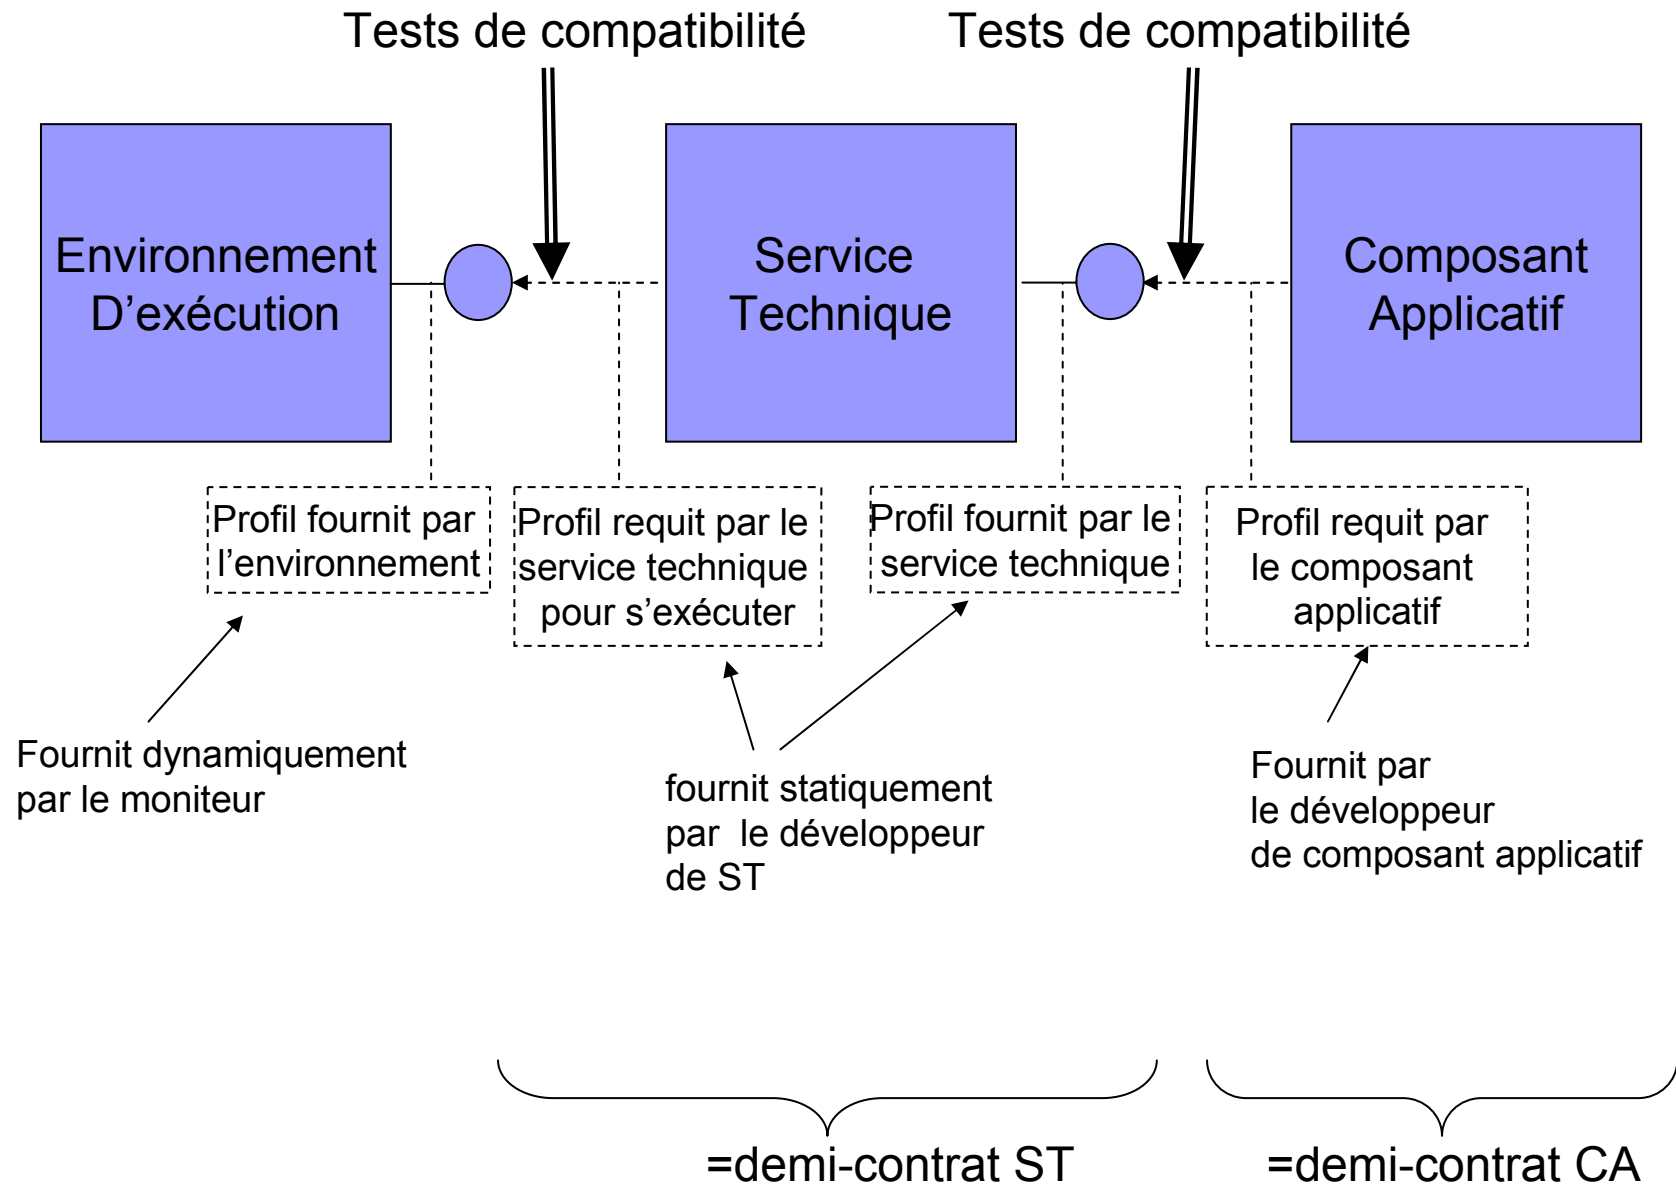 Tests de compatibilité
Tests de compatibilité
Environnement
D’exécution
Service
Technique
Composant
Applicatif
Profil fournit par
l’environnement
Profil requit par le
service technique
pour s’exécuter
Profil fournit par le
service technique
Profil requit par
le composant
applicatif
Fournit dynamiquement
par le moniteur
fournit statiquement
par le développeur
de ST
Fournit par
le développeur
de composant applicatif
=demi-contrat ST
=demi-contrat CA